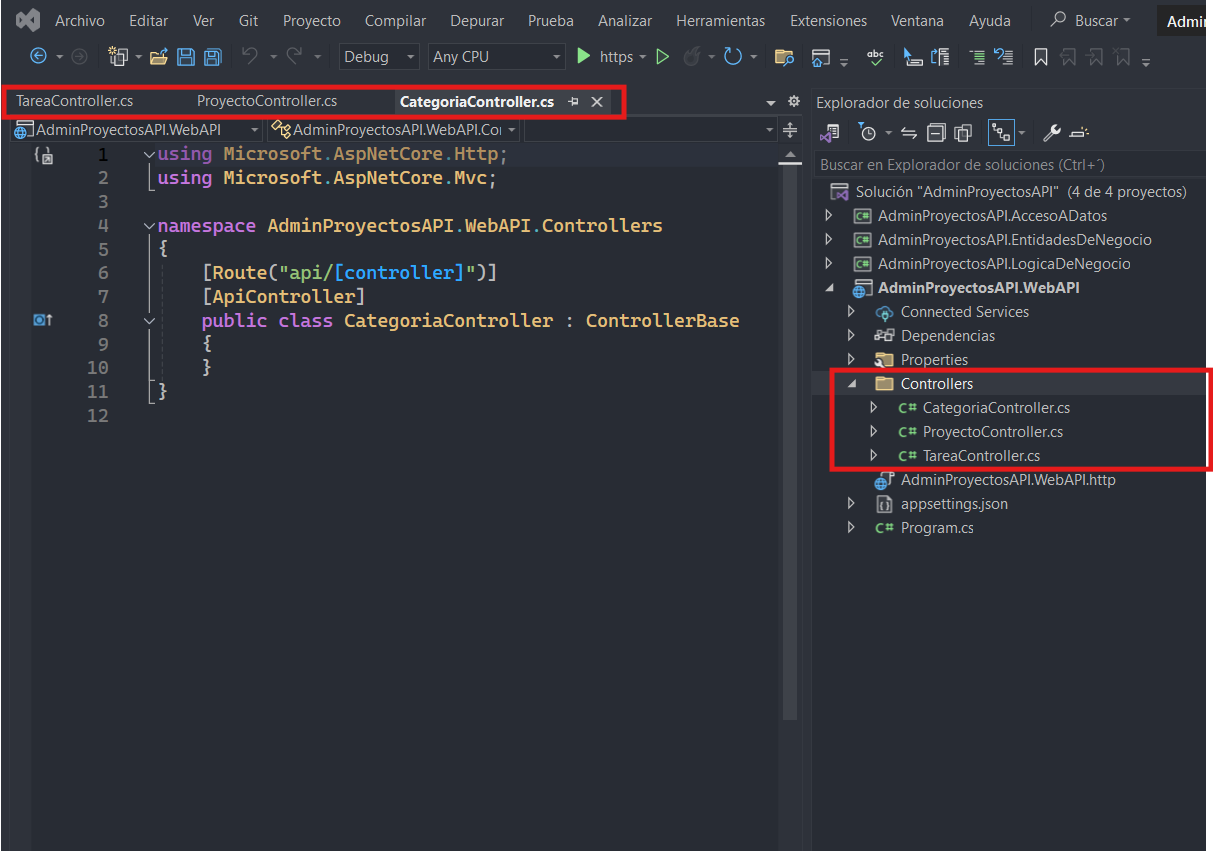 Archivo Editar Ver Git Proyecto Compilar Depurar Prueba Analizar Herramientas Extensiones Ventana Ayuda Buscar
Debug Any CPU https
TareaController.cs ProyectoController.cs CategoriaController.cs
AdminProyectosAPI.WebAPI AdminProyectosAPI.WebAPI.Co
1 using Microsoft.AspNetCore.Http;
2 using Microsoft.AspNetCore.Mvc;
3
4 namespace AdminProyectosAPI.WebAPI.Controllers
5 {
6 [Route("api/[controller]")]
7 [ApiController]
8 public class CategoriaController : ControllerBase
9 {
10 }
11 }
12
Explorador de soluciones
Buscar en Explorador de soluciones (Ctrl+´)
Solución "AdminProyectosAPI" (4 de 4 proyectos)
AdminProyectosAPI.AccesoADatos
AdminProyectosAPI.EntidadesDeNegocio
AdminProyectosAPI.LogicaDeNegocio
AdminProyectosAPI.WebAPI
Connected Services
Dependencias
Properties
Controllers
C# CategoriaController.cs
C# ProyectoController.cs
C# TareaController.cs
AdminProyectosAPI.WebAPI.http
appsettings.json
C# Program.cs